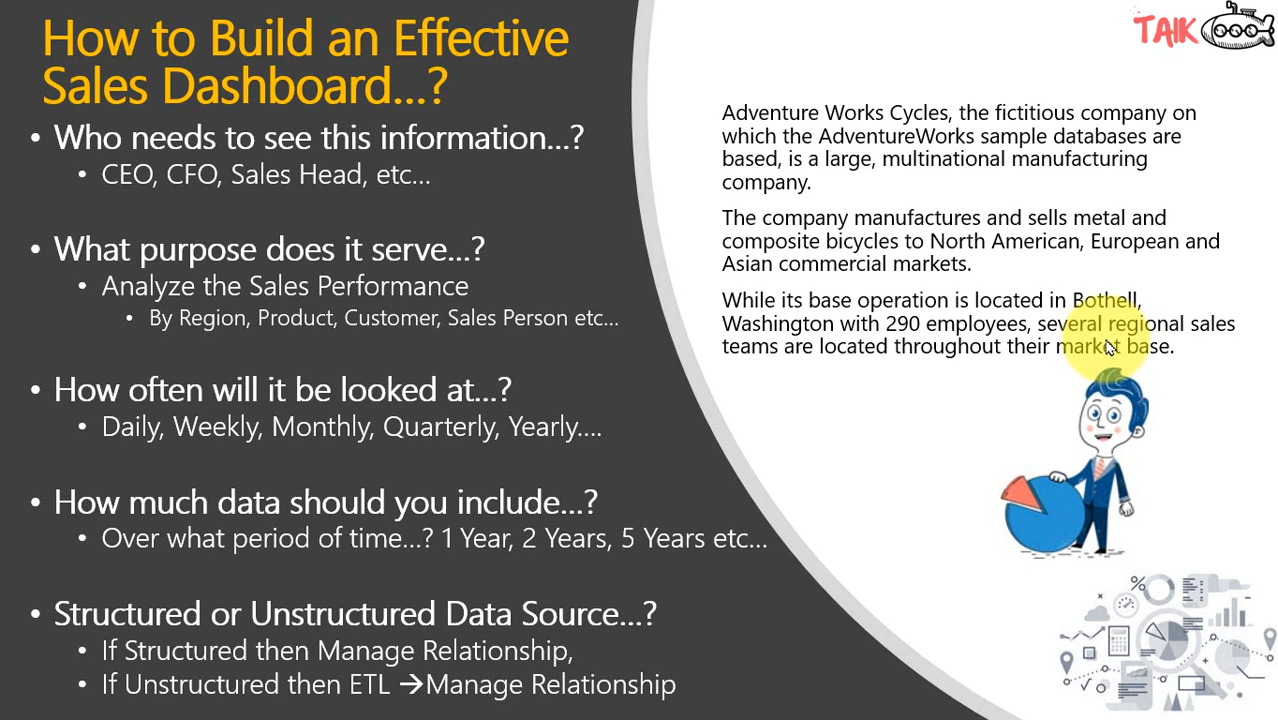 How to Build an Effective
Sales Dashboard...?
• Who needs to see this information...?
• CEO, CFO, Sales Head, etc...
• What purpose does it serve...?
• Analyze the Sales Performance
• By Region, Product, Customer, Sales Person etc...
• How often will it be looked at...?
• Daily, Weekly, Monthly, Quarterly, Yearly....
• How much data should you include...?
• Over what period of time...? 1 Year, 2 Years, 5 Years etc...
• Structured or Unstructured Data Source...?
• If Structured then Manage Relationship,
• If Unstructured then ETL →Manage Relationship
TAIK
Adventure Works Cycles, the fictitious company on
which the AdventureWorks sample databases are
based, is a large, multinational manufacturing
company.
The company manufactures and sells metal and
composite bicycles to North American, European and
Asian commercial markets.
While its base operation is located in Bothell,
Washington with 290 employees, several regional sales
teams are located throughout their market base.
%